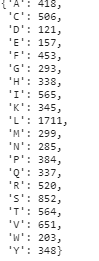 {'A': 418,
'C': 506,
'D': 121,
'E': 157,
'F': 453,
'G': 293,
'H': 338,
'I': 565,
'K': 345,
'L': 1711,
'M': 299,
'N': 285,
'P': 384,
'Q': 337,
'R': 520,
'S': 852,
'T': 564,
'V': 651,
'W': 203,
'Y': 348}